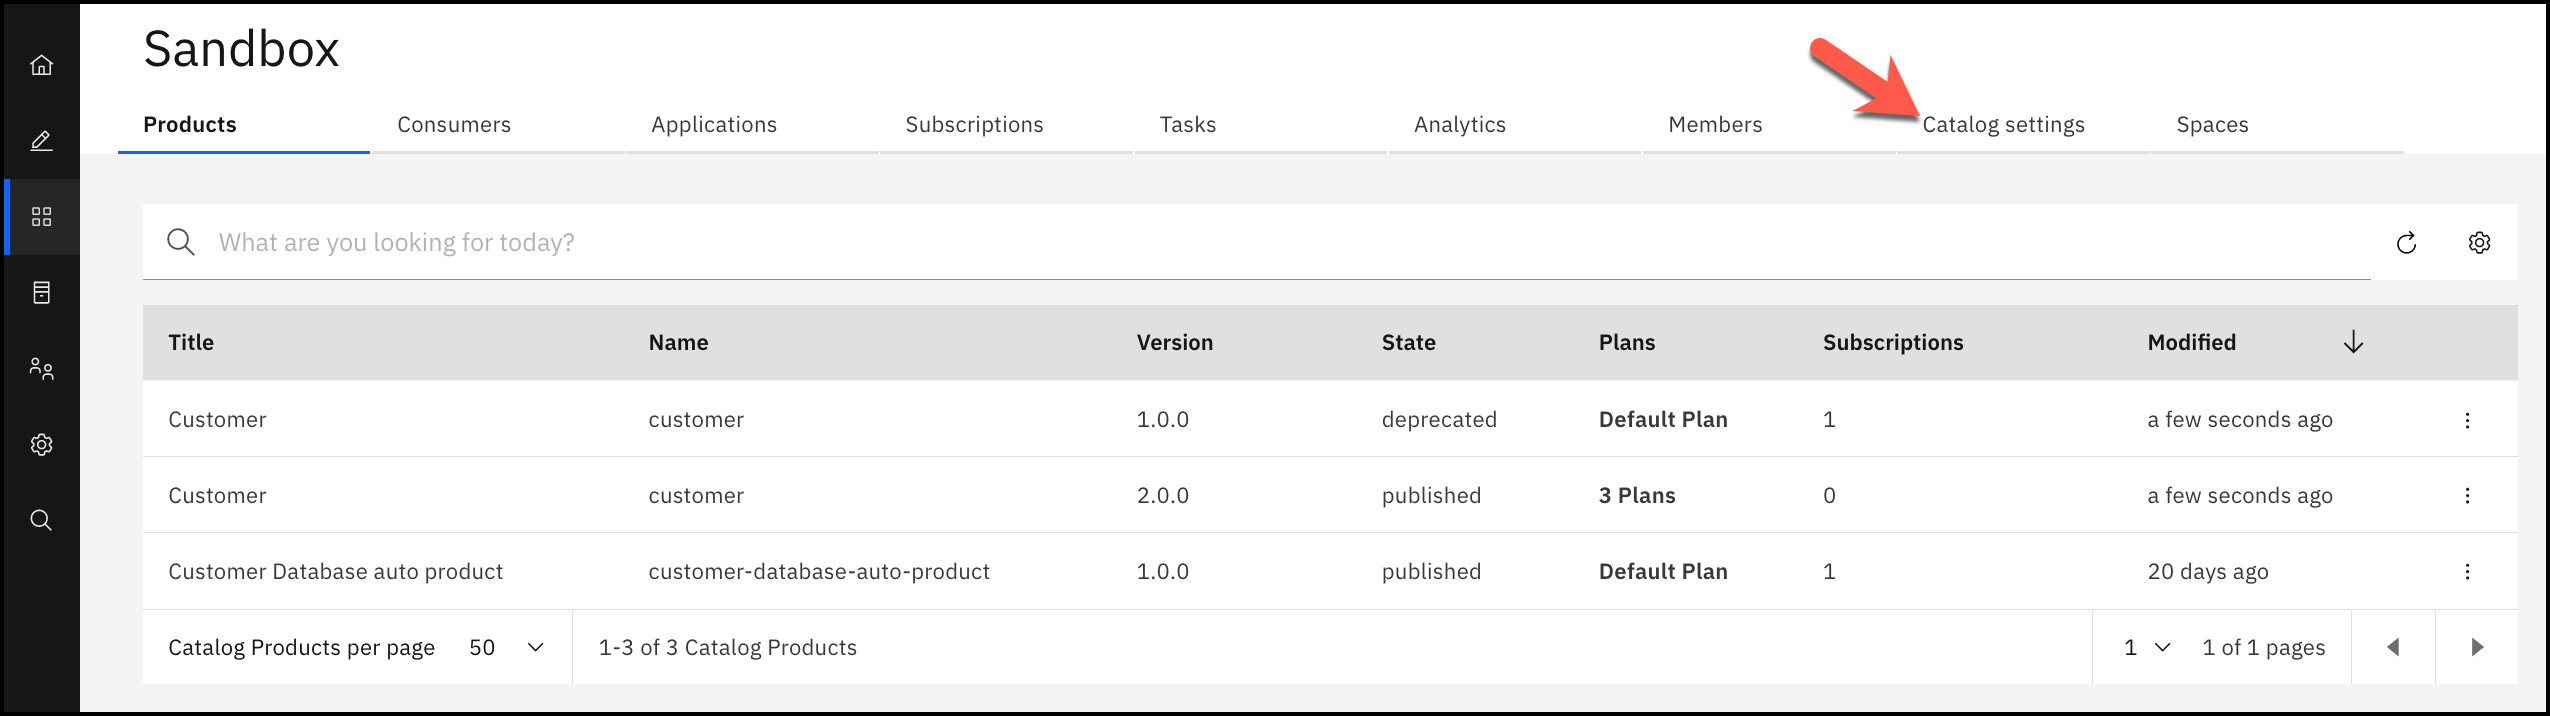 Sandbox
Products Consumers Applications Subscriptions Tasks Analytics Members Catalog settings Spaces
What are you looking for today?
Title Name Version State Plans Subscriptions Modified
Customer customer 1.0.0 deprecated Default Plan 1 a few seconds ago
Customer customer 2.0.0 published 3 Plans 0 a few seconds ago
Customer Database auto product customer-database-auto-product 1.0.0 published Default Plan 1 20 days ago
Catalog Products per page 50 1-3 of 3 Catalog Products 1 1 of 1 pages